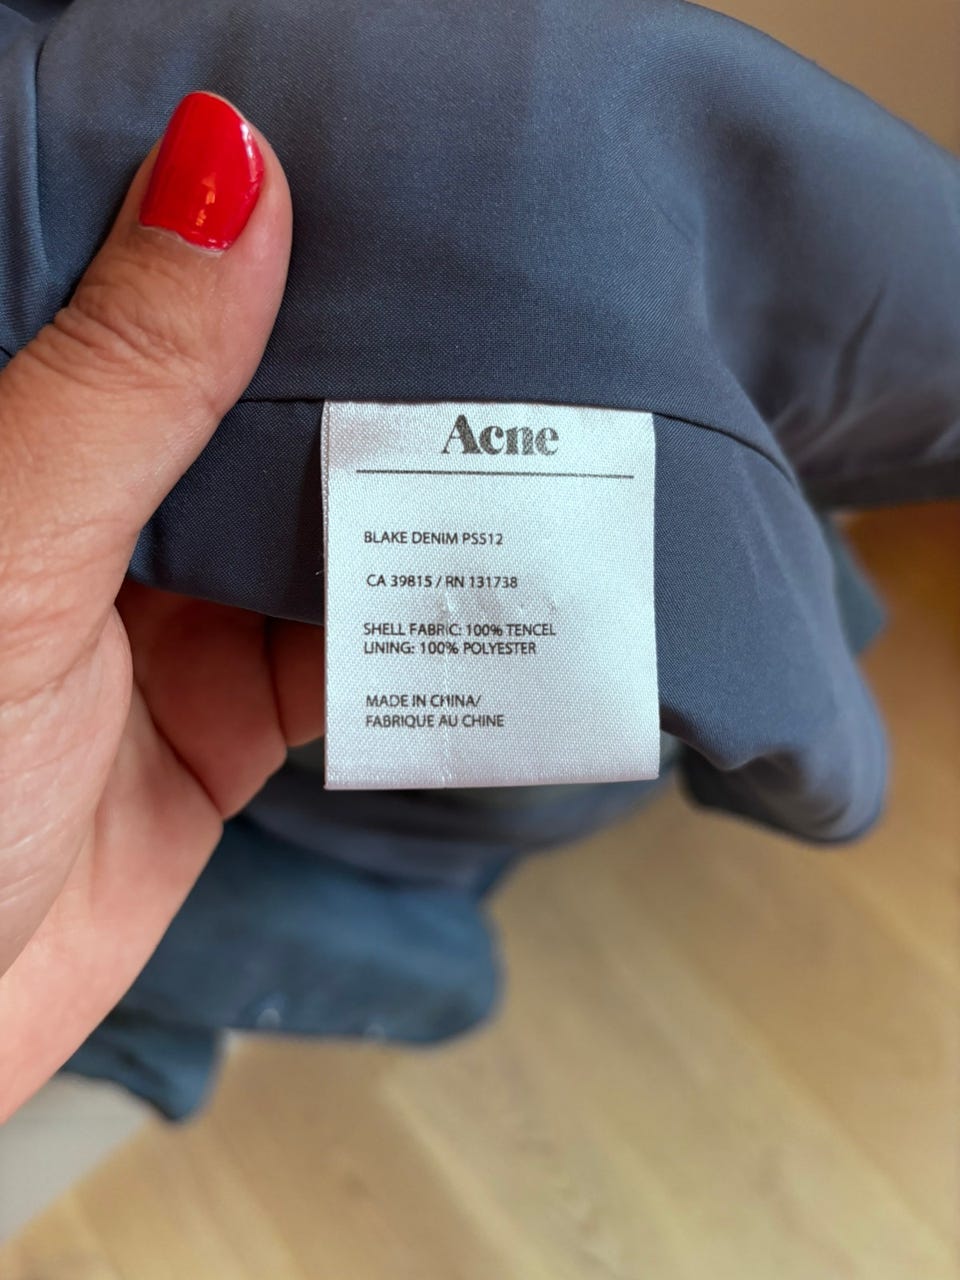 Acne
BLAKE DENIM PSS12
CA 39815 / RN 131738
SHELL FABRIC: 100% TENCEL
LINING: 100% POLYESTER
MADE IN CHINA/
FABRIQUE AU CHINE